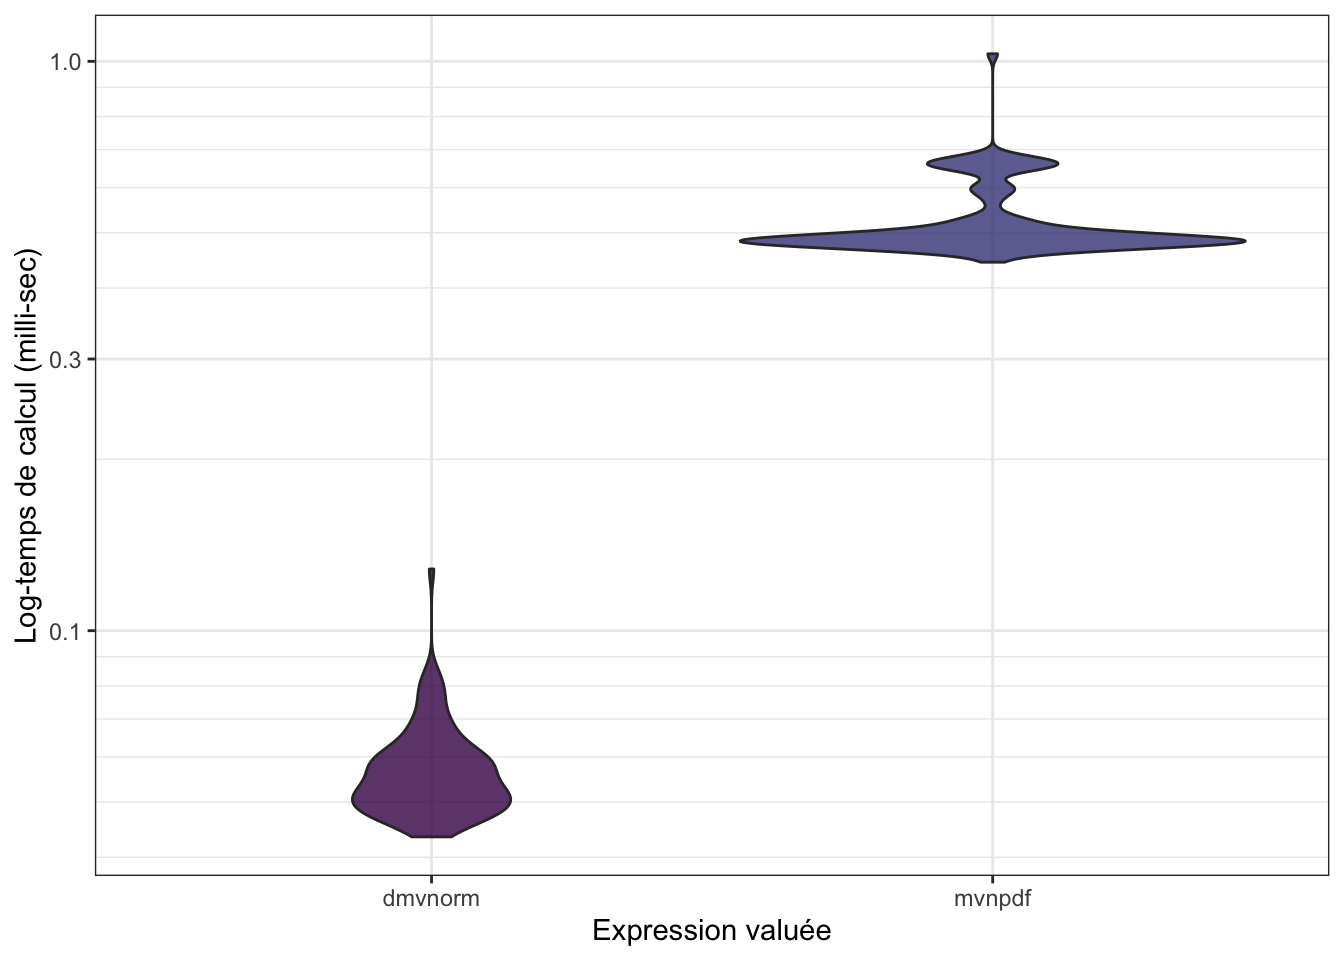 1.0
0.3
0.1
Log-temps de calcul (milli-sec)
dmvnorm
mvnpdf
Expression valuée